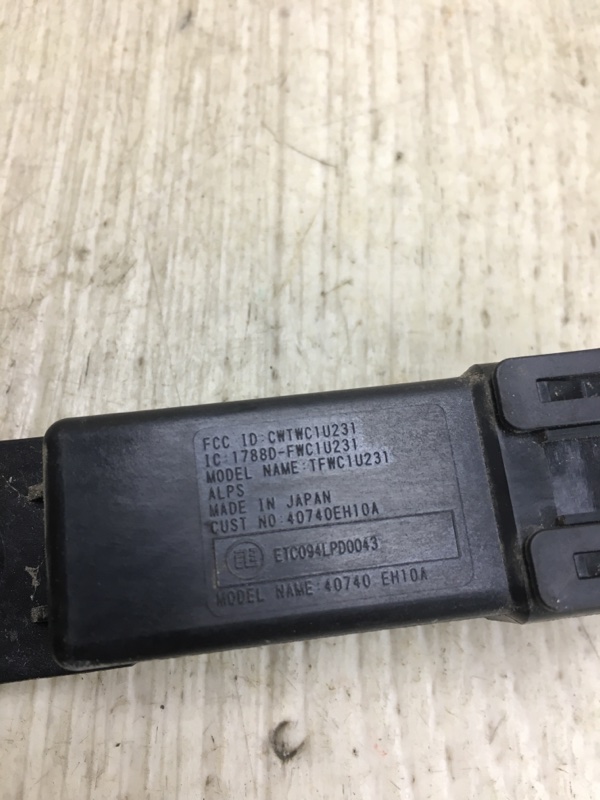 FCC ID:CWTWC1U231
IC:1788D-FWC1U231
MODEL NAME:TFWC1U231
ALPS
MADE IN JAPAN
CUST NO 40740EH10A
ETC094LPD0043
MODEL NAME:40740 EH10A